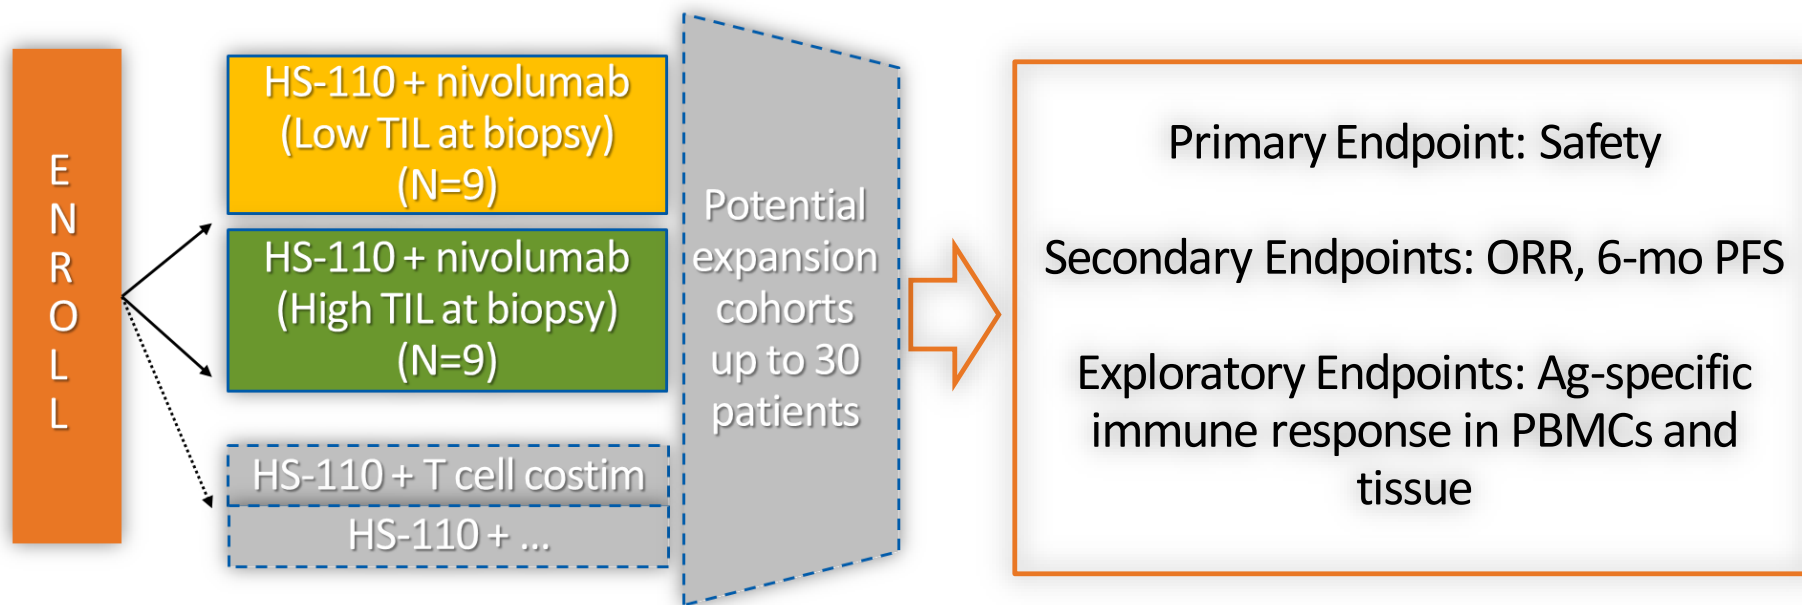 ENROLL
HS-110 + nivolumab
(Low TIL at biopsy)
(N=9)
HS-110 + nivolumab
(High TIL at biopsy)
(N=9)
HS-110 + T cell costim
HS-110 + ...
Potential
expansion
cohorts
up to 30
patients
Primary Endpoint: Safety
Secondary Endpoints: ORR, 6-mo PFS
Exploratory Endpoints: Ag-specific
immune response in PBMCs and
tissue